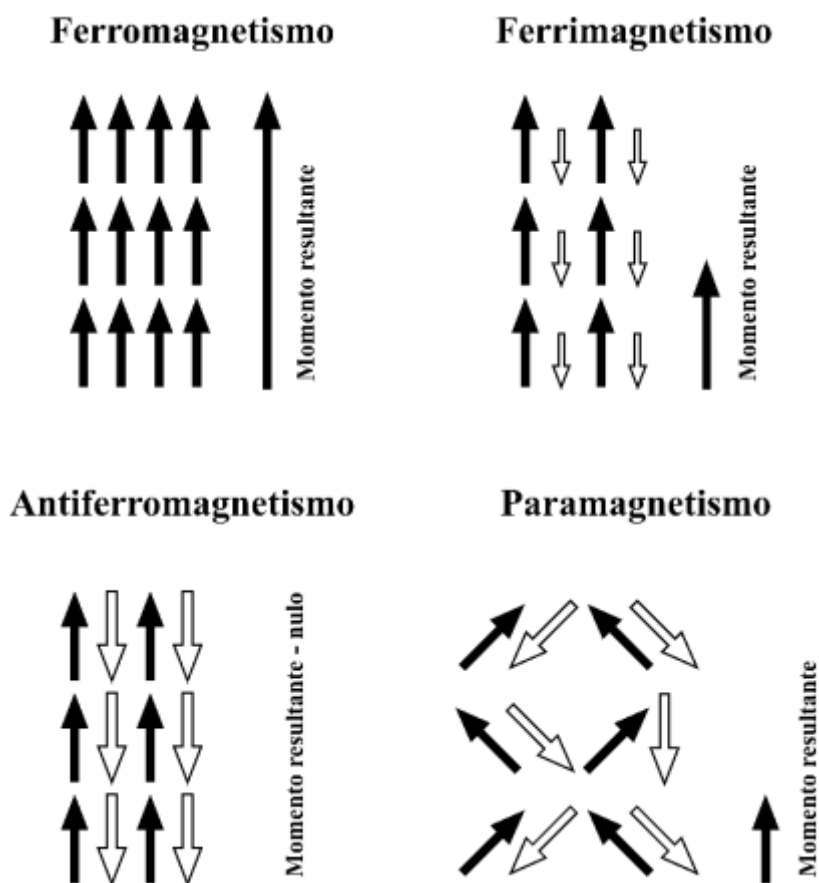 Ferromagnetismo
Momento resultante
Ferrimagnetismo
Momento resultante
Antiferromagnetismo
Momento resultante - nulo
Paramagnetismo
Momento resultante